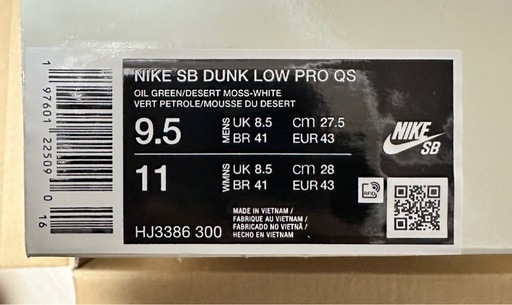 NIKE SB DUNK LOW PRO QS
OIL GREEN/DESERT MOSS-WHITE
VERT PETROLE/MOUSSE DU DESERT
9.5 MENS UK 8.5 cm 27.5
BR 41 EUR 43
11 WMNS UK 8.5 cm 28
BR 41 EUR 43
NIKE
SB
RFID
MADE IN VIETNAM /
FABRIQUE AU VIETNAM /
FABRICADO NO VIETNÃ /
HECHO EN VIETNAM
HJ3386 300
1 97601 22509 0 16